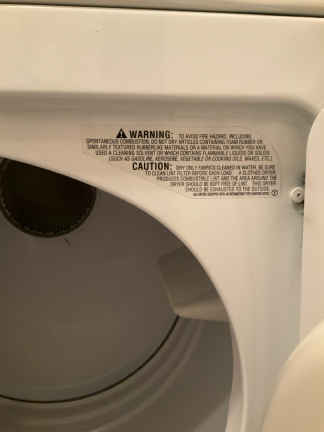 ⚠ WARNING: TO AVOID FIRE HAZARD, INCLUDING
SPONTANEOUS COMBUSTION, DO NOT DRY ARTICLES CONTAINING FOAM RUBBER OR
SIMILARLY TEXTURED RUBBERLIKE MATERIALS OR A MATERIAL ON WHICH YOU HAVE
USED A CLEANING SOLVENT OR WHICH CONTAINS FLAMMABLE LIQUIDS OR SOLIDS
(SUCH AS GASOLINE, KEROSENE, VEGETABLE OR COOKING OILS, WAXES, ETC.)
CAUTION: DRY ONLY FABRICS CLEANED IN WATER. BE SURE
TO CLEAN LINT FILTER BEFORE EACH LOAD. A CLOTHES DRYER
PRODUCES COMBUSTIBLE LINT AND THE AREA AROUND THE
DRYER SHOULD BE KEPT FREE OF LINT. THIS DRYER
SHOULD BE EXHAUSTED TO THE OUTSIDE.